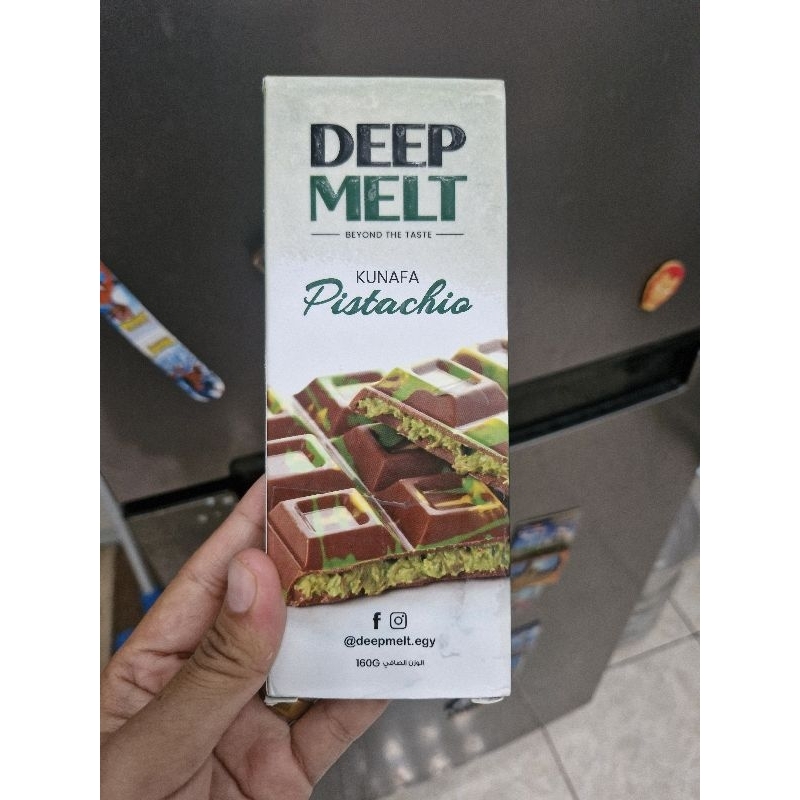 DEEP
MELT
BEYOND THE TASTE
KUNAFA
Pistachio
@deepmelt.egy
160G الوزن الصافي